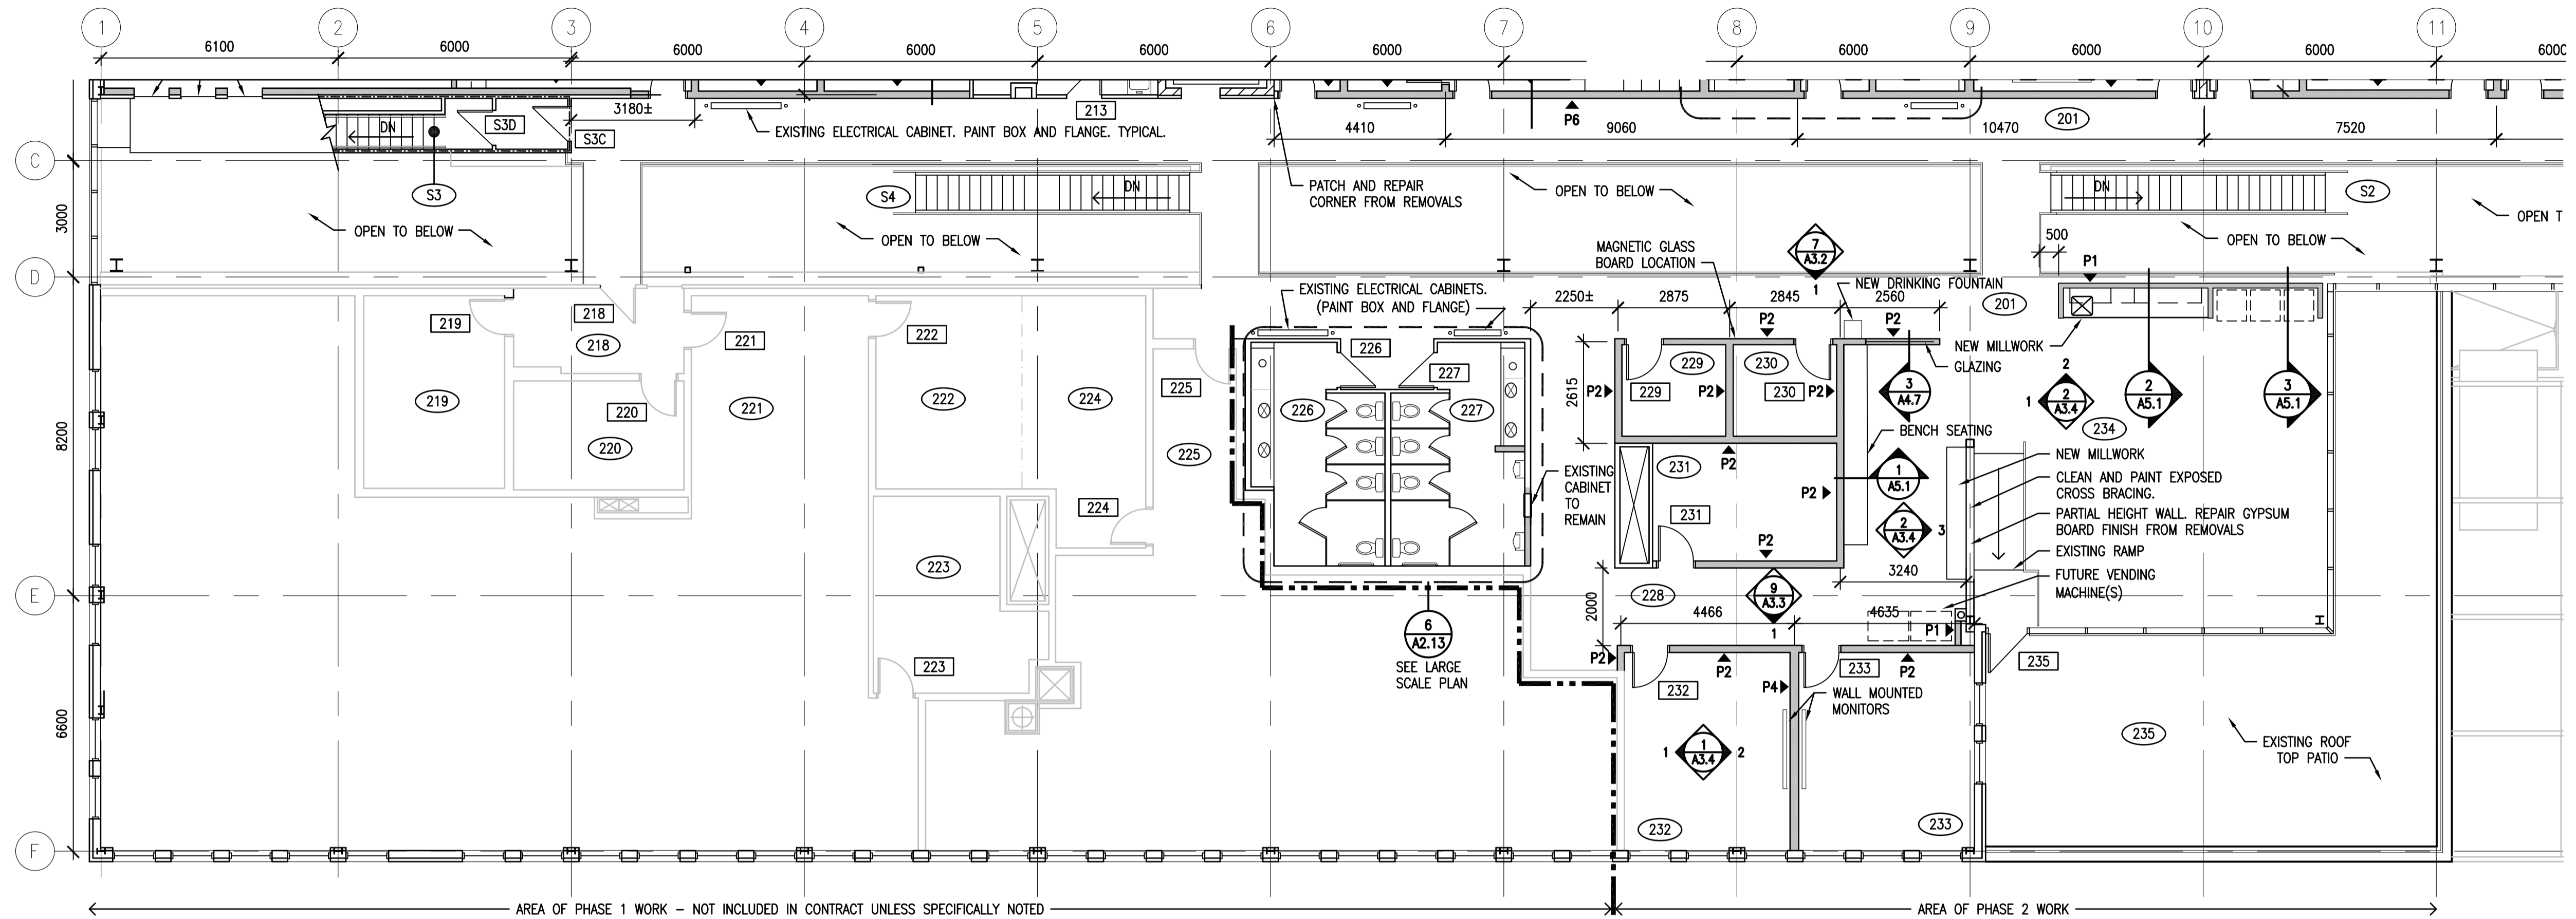 1 2 3 4 5 6 7 8 9 10 11
6100 6000 6000 6000 6000 6000 6000 6000 6000
3180±
EXISTING ELECTRICAL CABINET. PAINT BOX AND FLANGE. TYPICAL.
213
P6
201
4410 9060 10470 7520
DN
S3D
S3C
C
S3
S4
DN
PATCH AND REPAIR
CORNER FROM REMOVALS
OPEN TO BELOW
DN
S2
3000
OPEN TO BELOW
OPEN TO BELOW
OPEN TO BELOW
OPEN T
500
MAGNETIC GLASS
BOARD LOCATION
7
A3.2
1
P1
D
NEW DRINKING FOUNTAIN
EXISTING ELECTRICAL CABINETS.
(PAINT BOX AND FLANGE)
2250± 2875 2845 2560
201
219
218
218
221
222
226
P2
P2
NEW MILLWORK
GLAZING
225
227
229
230
2615
P2
229
P2
230
P2
3
A4.7
2
1
2
A3.4
2
A5.1
3
A5.1
219
220
221
222
224
226
227
234
8200
220
225
BENCH SEATING
NEW MILLWORK
CLEAN AND PAINT EXPOSED
CROSS BRACING.
PARTIAL HEIGHT WALL. REPAIR GYPSUM
BOARD FINISH FROM REMOVALS
EXISTING RAMP
FUTURE VENDING
MACHINE(S)
EXISTING
CABINET
TO
REMAIN
P2
231
1
A5.1
P2
231
224
2
A3.4
3
P2
223
3240
E
228
2000
9
A3.3
1
4466 4635
P1
6
A2.13
SEE LARGE
SCALE PLAN
223
P2
P2
233
P2
235
232
P4
WALL MOUNTED
MONITORS
6600
1
1
A3.4
2
235
EXISTING ROOF
TOP PATIO
232
233
F
AREA OF PHASE 1 WORK – NOT INCLUDED IN CONTRACT UNLESS SPECIFICALLY NOTED
AREA OF PHASE 2 WORK